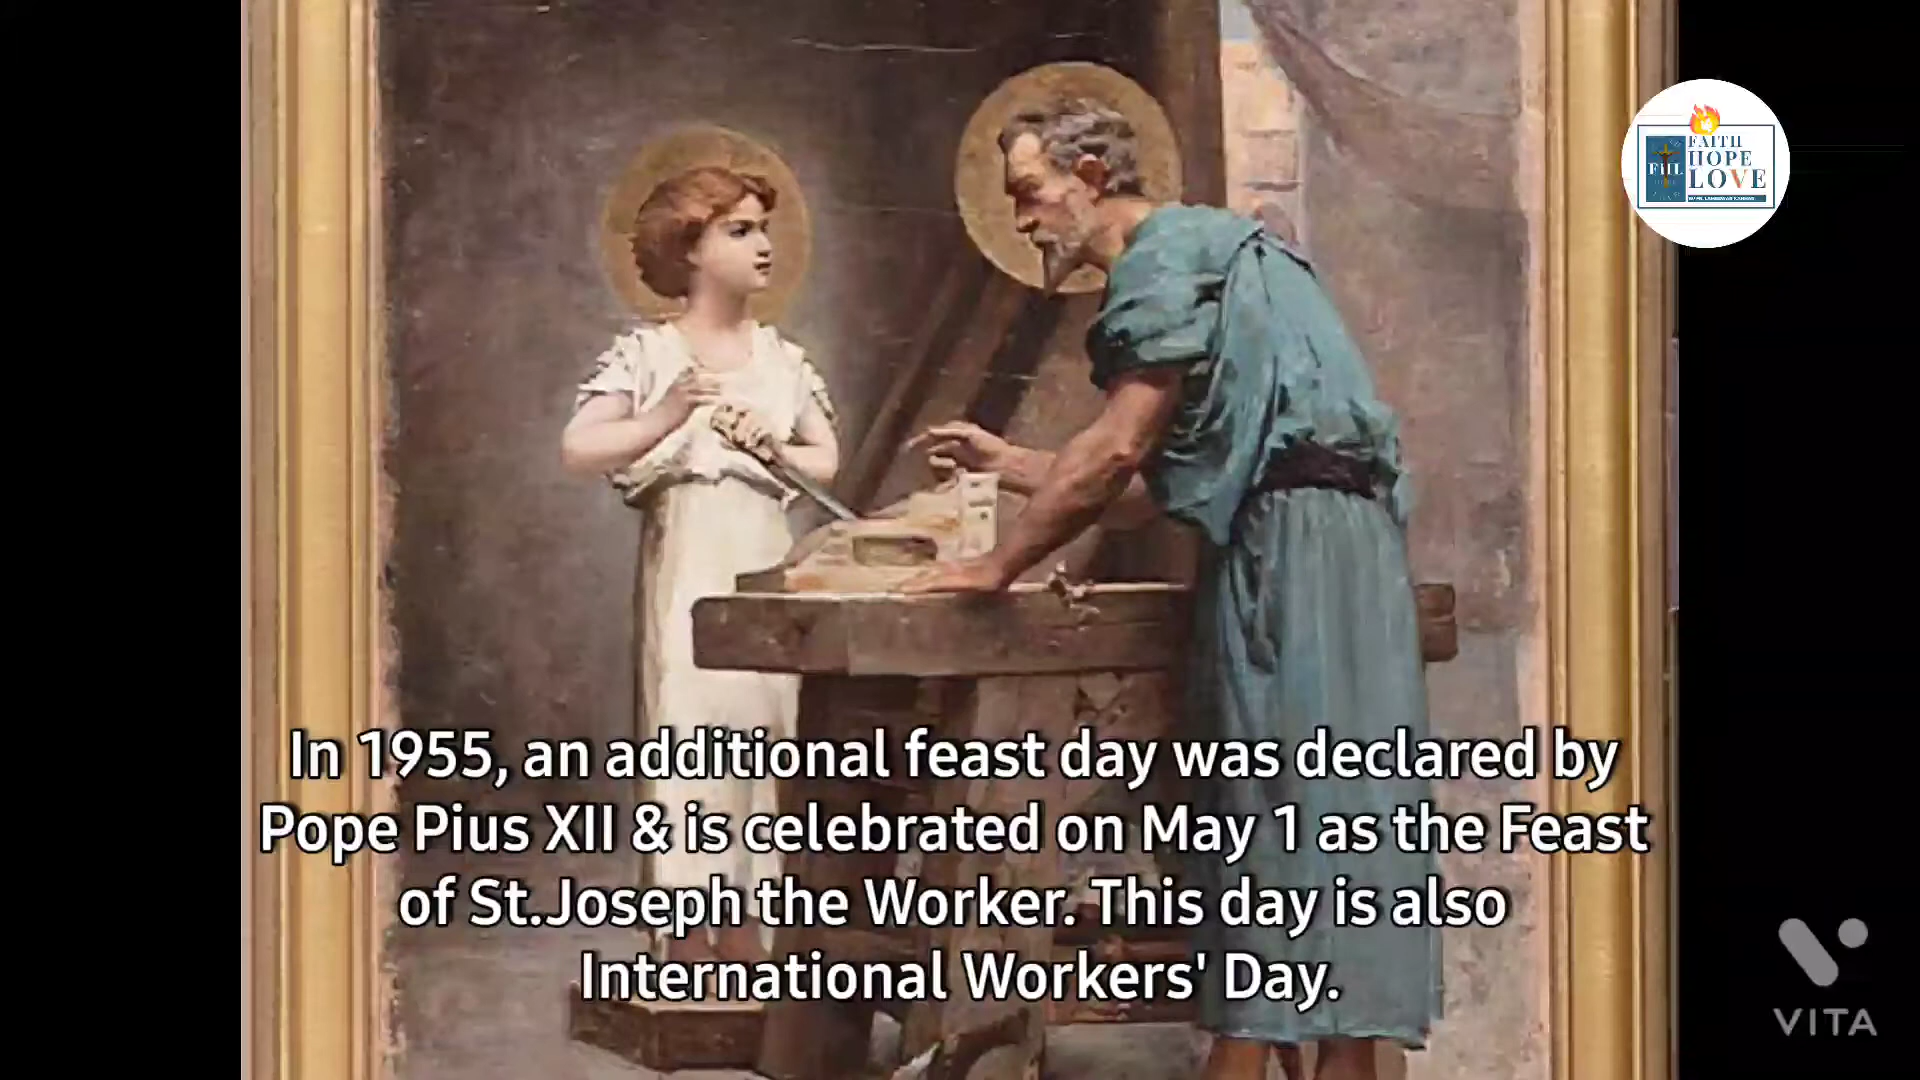 FAITH
HOPE
LOVE
FHL
In 1955, an additional feast day was declared by
Pope Pius XII & is celebrated on May 1 as the Feast
of St.Joseph the Worker. This day is also
International Workers' Day.
VITA